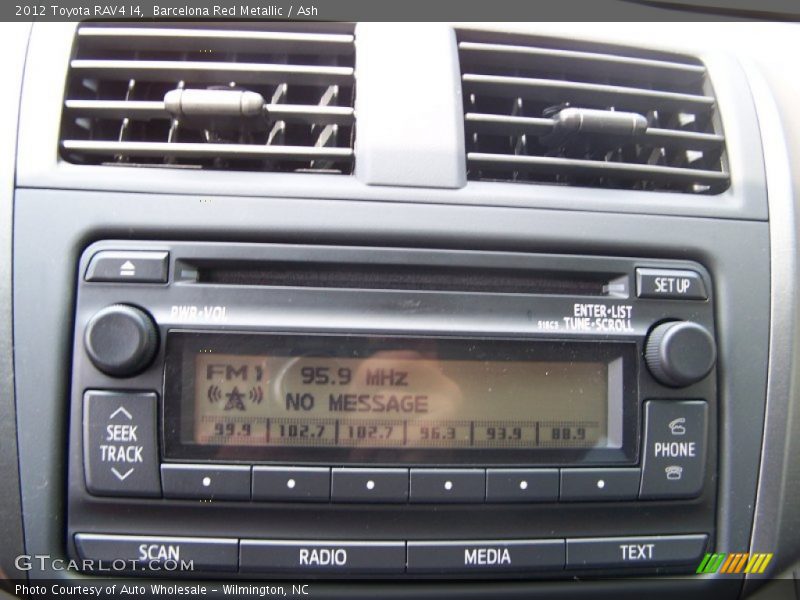 2012 Toyota RAV4 I4,  Barcelona Red Metallic / Ash
SET UP
PWR•VOL
ENTER•LIST
518C9 TUNE•SCROLL
FM1 95.9 MHz
NO MESSAGE
99.9 102.7 102.7 96.3 93.9 88.9
SEEK
TRACK
PHONE
SCAN RADIO MEDIA TEXT
GTCARLOT.COM
Photo Courtesy of Auto Wholesale - Wilmington, NC